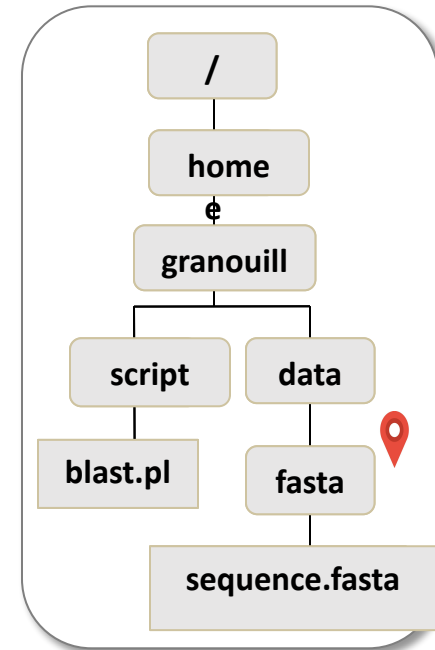 /
home
e
granouill
script
data
blast.pl
fasta
sequence.fasta